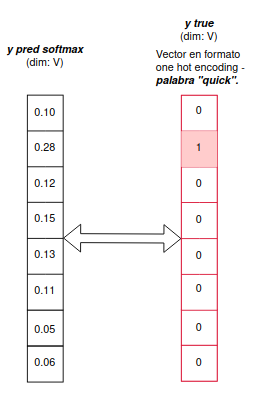 y true
(dim: V)
y pred softmax
(dim: V)
Vector en formato
one hot encoding -
palabra "quick".
0.10
0
0.28
1
0.12
0
0.15
0
0.13
0
0.11
0
0.05
0
0.06
0